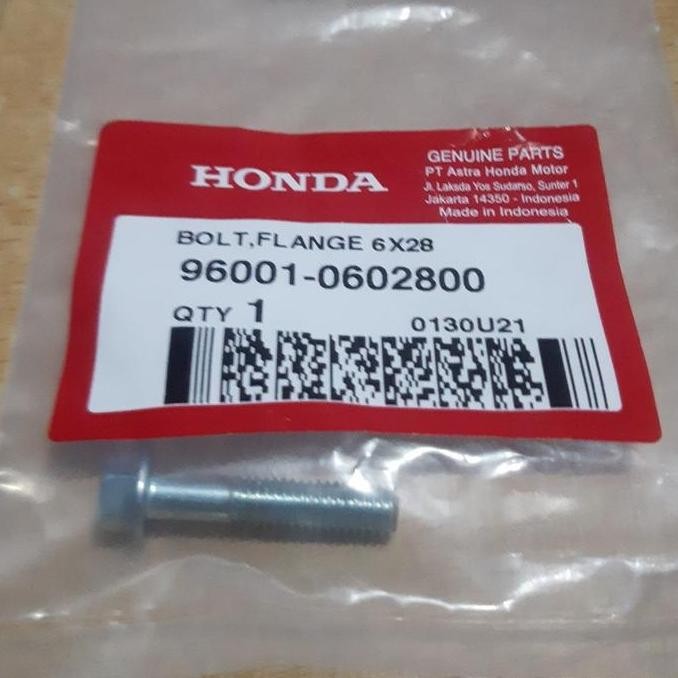 HONDA
GENUINE PARTS
PT Astra Honda Motor
Jl. Laksda Yos Sudarso, Sunter 1
Jakarta 14350 - Indonesia
Made in Indonesia
BOLT,FLANGE 6X28
96001-0602800
QTY 1
0130U21